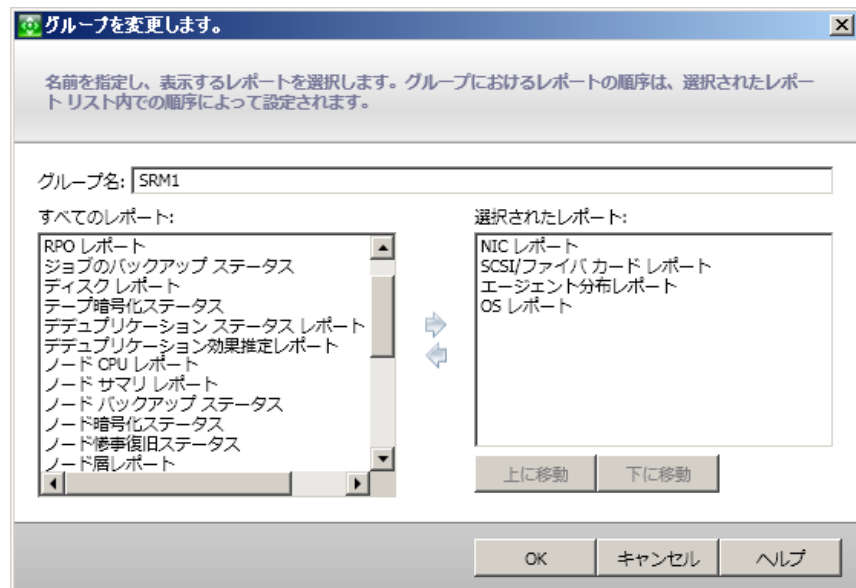 グループを変更します。
名前を指定し、表示するレポートを選択します。グループにおけるレポートの順序は、選択されたレポー
ト リスト内での順序によって設定されます。
グループ名: SRM1
すべてのレポート:
RPO レポート
ジョブのバックアップ ステータス
ディスク レポート
テープ暗号化ステータス
デデュプリケーション ステータス レポート
デデュプリケーション効果推定レポート
ノード CPU レポート
ノード サマリ レポート
ノード バックアップ ステータス
ノード暗号化ステータス
ノード惨事復旧ステータス
ノード層レポート
選択されたレポート:
NIC レポート
SCSI/ファイバ カード レポート
エージェント分布レポート
OS レポート
上に移動 下に移動
OK キャンセル ヘルプ